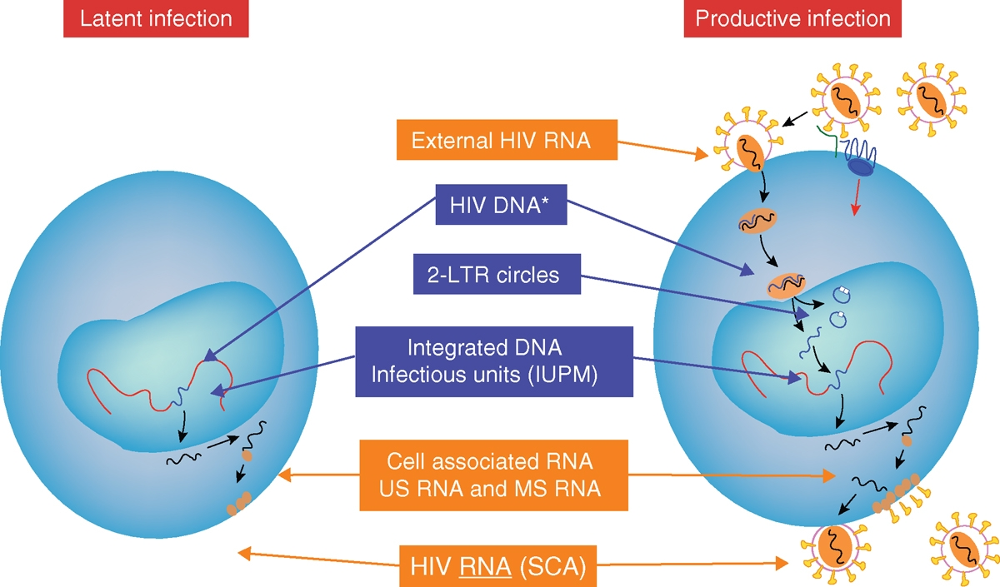 Latent infection
Productive infection
External HIV RNA
HIV DNA*
2-LTR circles
Integrated DNA
Infectious units (IUPM)
Cell associated RNA
US RNA and MS RNA
HIV RNA (SCA)